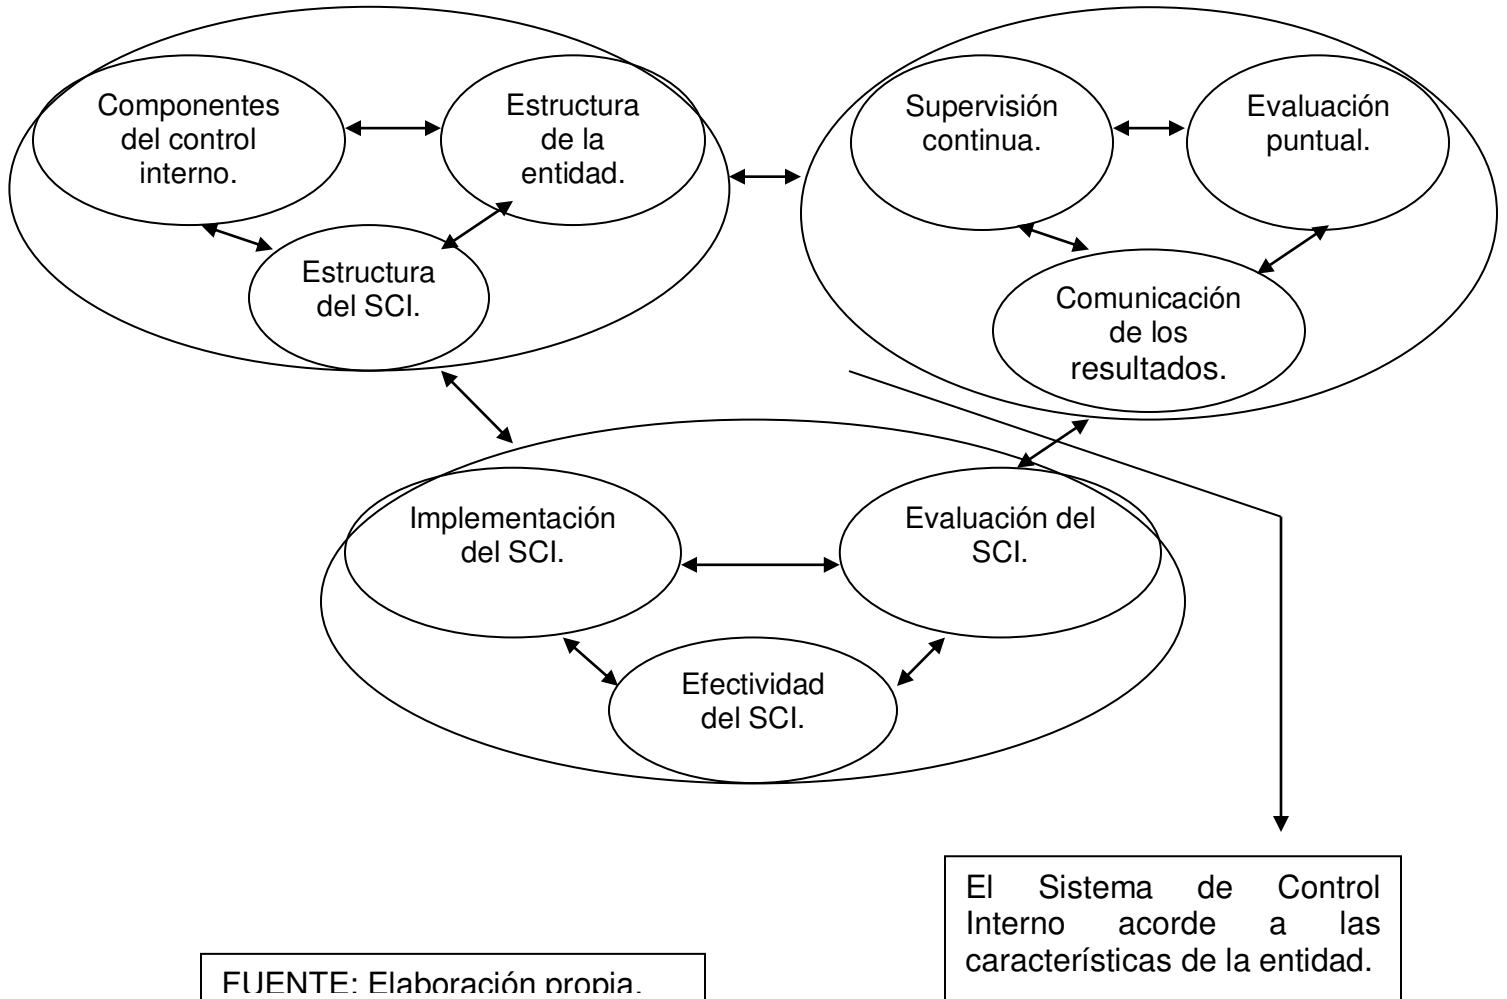 Componentes
del control
interno.
Estructura
de la
entidad.
Estructura
del SCI.
Supervisión
continua.
Evaluación
puntual.
Comunicación
de los
resultados.
Implementación
del SCI.
Evaluación del
SCI.
Efectividad
del SCI.
El Sistema de Control
Interno acorde a las
características de la entidad.
FUENTE: Elaboración propia.